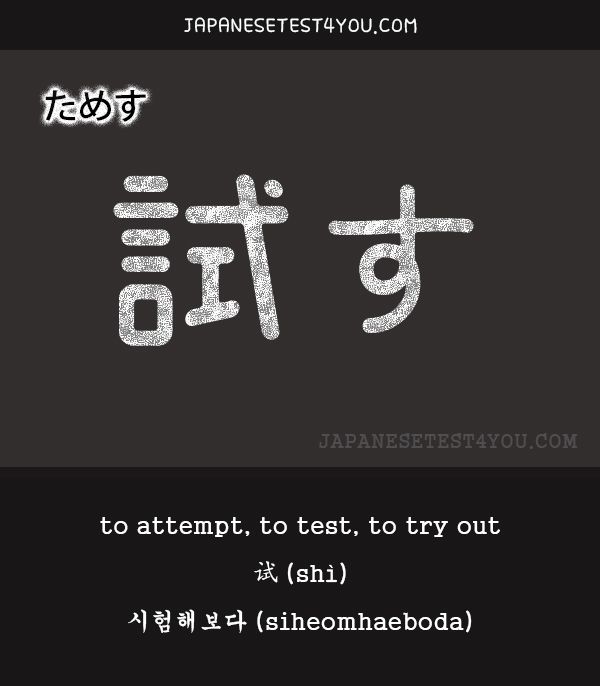 JAPANESETEST4YOU.COM
ためす
試す
JAPANESETEST4YOU.COM
to attempt, to test, to try out
试 (shì)
시험해보다 (siheomhaeboda)